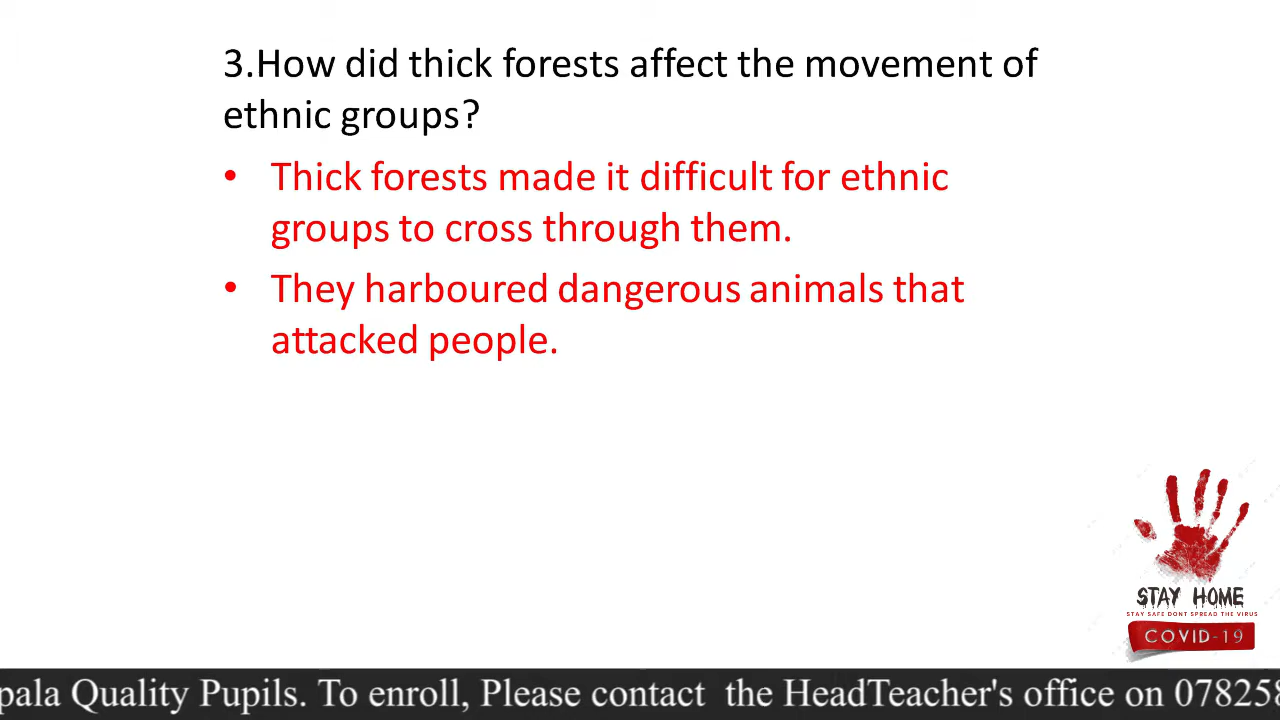 3.How did thick forests affect the movement of
ethnic groups?
• Thick forests made it difficult for ethnic
groups to cross through them.
• They harboured dangerous animals that
attacked people.
STAY HOME
STAY SAFE DONT SPREAD THE VIRUS
COVID-19
pala Quality Pupils. To enroll, Please contact the HeadTeacher's office on 07825